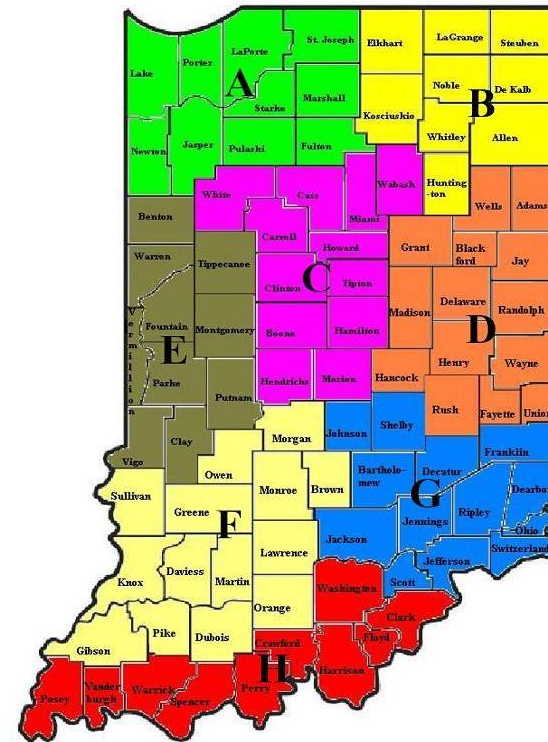 St. Joseph
LaGrange
Steuben
Elkhart
LaPorte
Porter
Lake
A
Noble
De Kalb
B
Marshall
Starke
Kosciuskio
Whitley
Allen
Newton
Jasper
Pulaski
Fulton
Wabash
Hunting
-ton
White
Cass
Miami
Wells
Adams
Benton
Carroll
Howard
Grant
Black
ford
Jay
Warren
Tippecanoe
Clinton
C
Tipton
Madison
Delaware
Randolph
D
Vermillion
Fountain
Montgomery
Boone
Hamilton
E
Henry
Wayne
Parke
Putnam
Hendricks
Marion
Hancock
Rush
Fayette
Union
Clay
Vigo
Morgan
Johnson
Shelby
Franklin
Owen
Sullivan
Monroe
Brown
Bartholo-
mew
Decatur
G
Dearbo
Greene
F
Jennings
Ripley
Ohio
Switzerland
Lawrence
Jackson
Jefferson
Knox
Daviess
Martin
Washington
Scott
Orange
Clark
Pike
Dubois
Gibson
Crawford
Floyd
H
Harrison
Posey
Vander
burgh
Warrick
Spencer
Perry